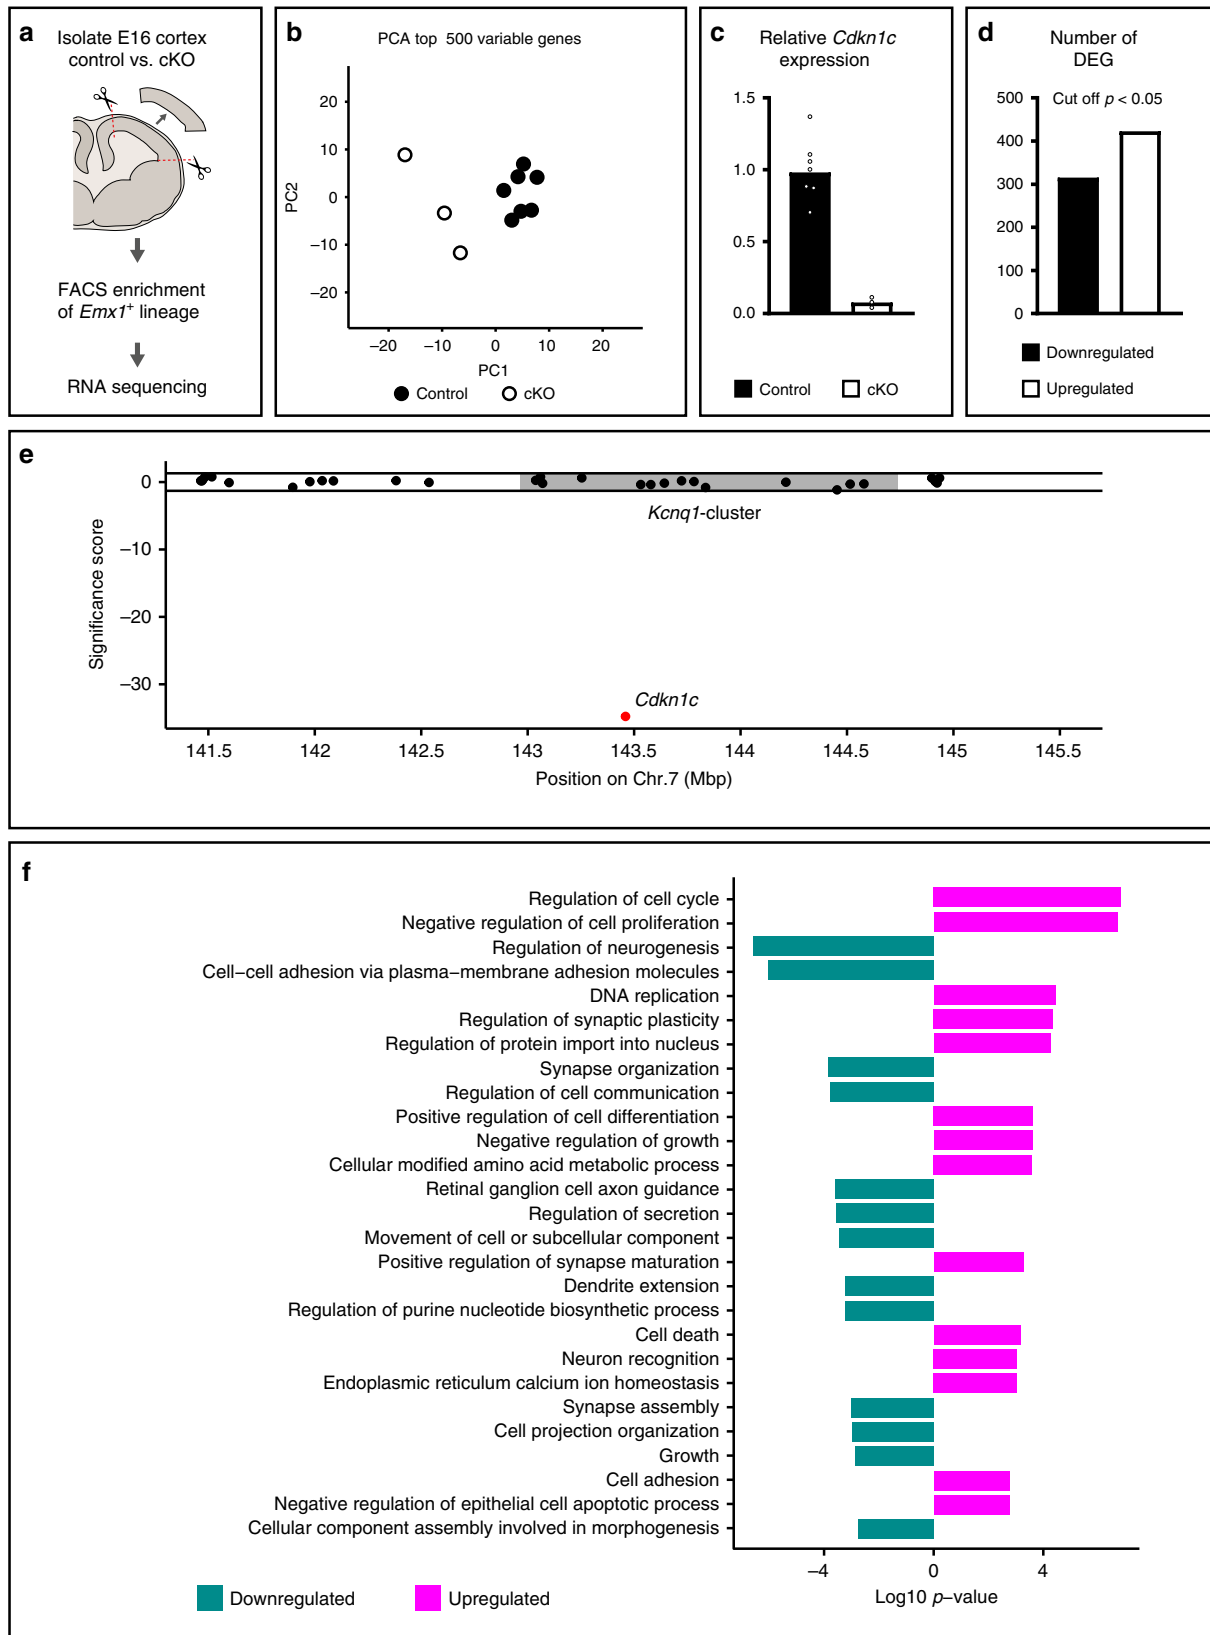 a
Isolate E16 cortex
control vs. cKO
FACS enrichment
of Emx1+ lineage
RNA sequencing
b
PCA top 500 variable genes
PC2
20
10
0
−10
−20
−20
−10
0
10
20
PC1
Control
cKO
c
Relative Cdkn1c
expression
1.5
1.0
0.5
0.0
Control
cKO
d
Number of
DEG
Cut off p < 0.05
500
400
300
200
100
0
Downregulated
Upregulated
e
Significance score
0
−10
−20
−30
Kcnq1-cluster
Cdkn1c
141.5
142
142.5
143
143.5
144
144.5
145
145.5
Position on Chr.7 (Mbp)
f
Regulation of cell cycle
Negative regulation of cell proliferation
Regulation of neurogenesis
Cell−cell adhesion via plasma−membrane adhesion molecules
DNA replication
Regulation of synaptic plasticity
Regulation of protein import into nucleus
Synapse organization
Regulation of cell communication
Positive regulation of cell differentiation
Negative regulation of growth
Cellular modified amino acid metabolic process
Retinal ganglion cell axon guidance
Regulation of secretion
Movement of cell or subcellular component
Positive regulation of synapse maturation
Dendrite extension
Regulation of purine nucleotide biosynthetic process
Cell death
Neuron recognition
Endoplasmic reticulum calcium ion homeostasis
Synapse assembly
Cell projection organization
Growth
Cell adhesion
Negative regulation of epithelial cell apoptotic process
Cellular component assembly involved in morphogenesis
−4
0
4
Log10 p−value
Downregulated
Upregulated